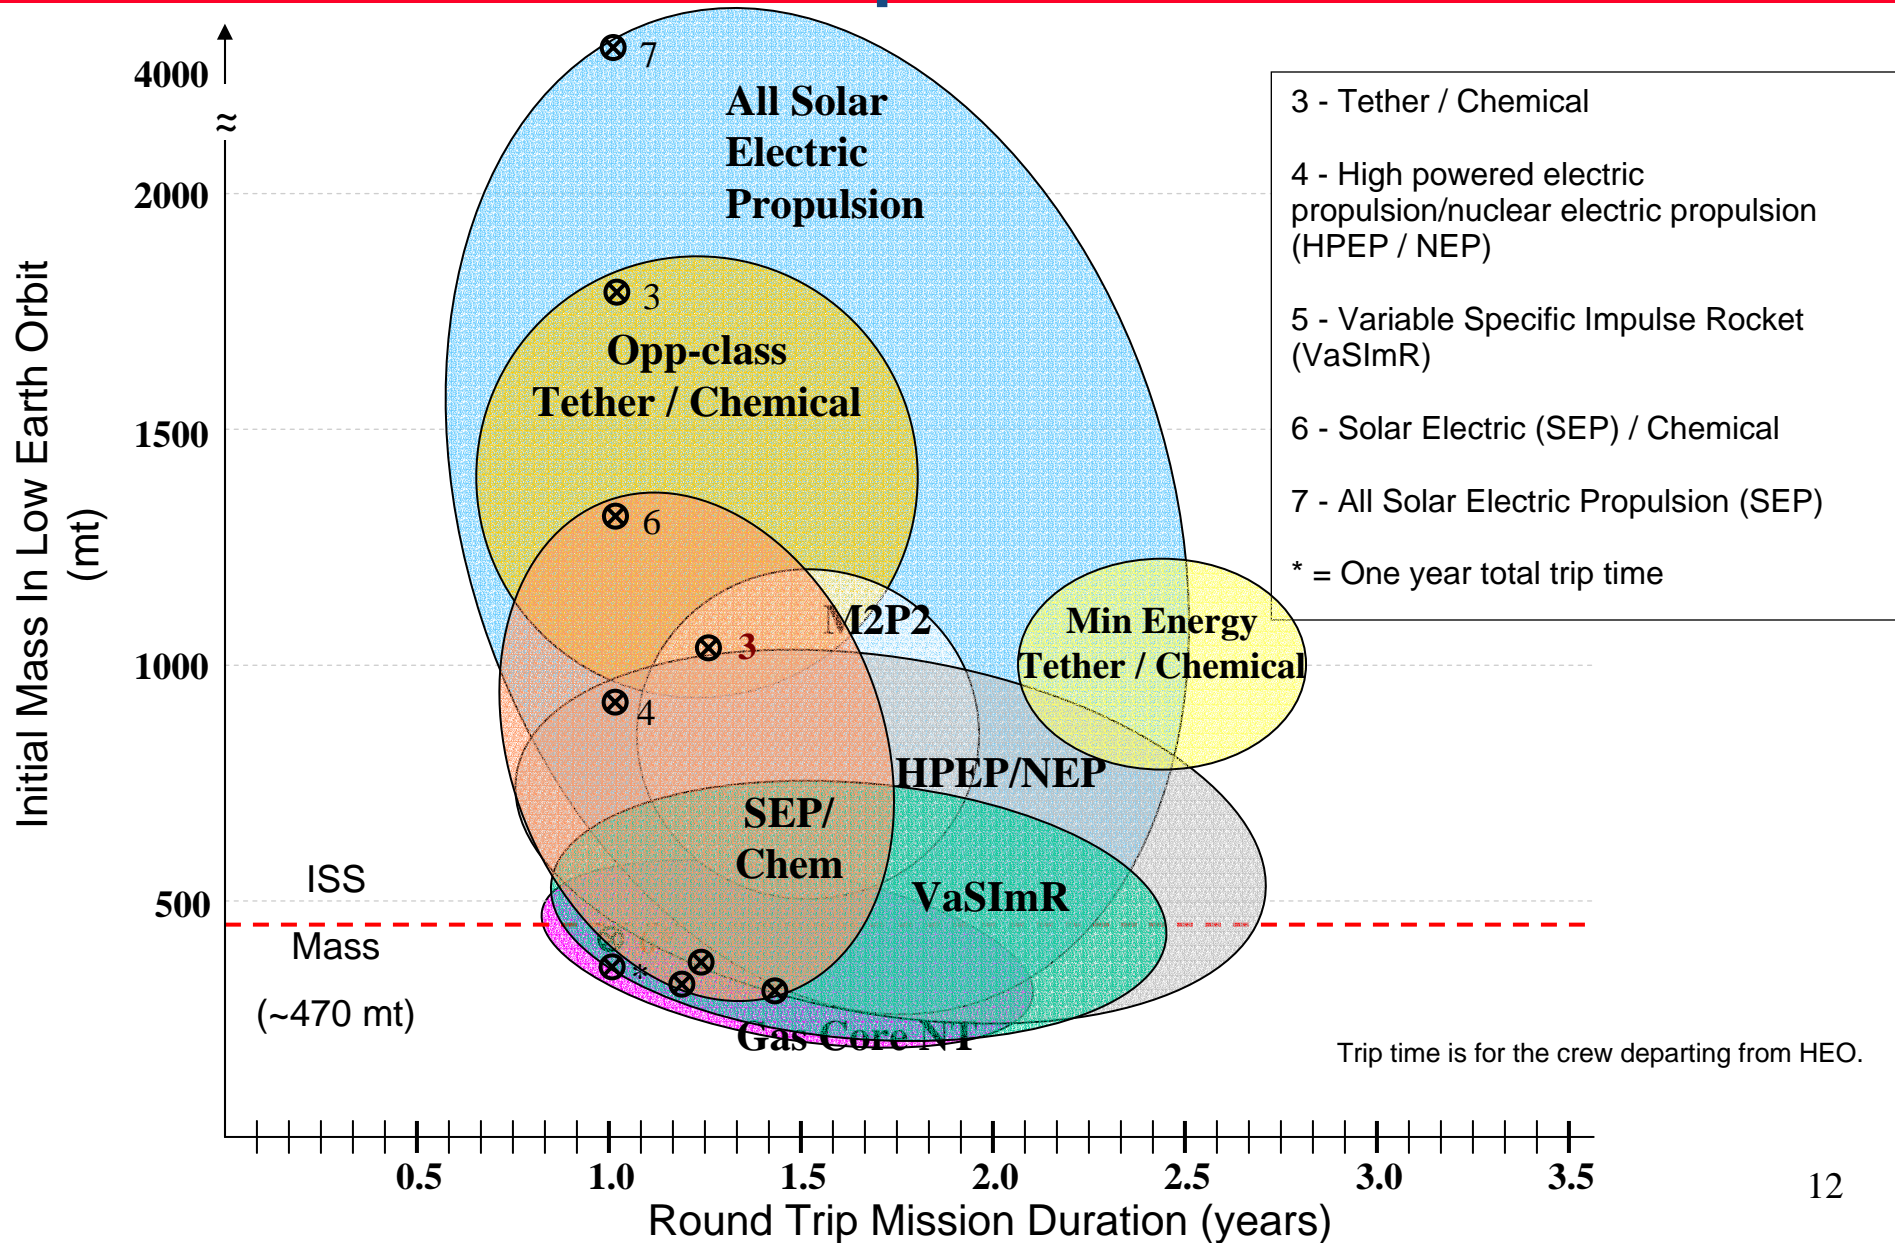 4000
≈
2000
1500
1000
500
Initial Mass In Low Earth Orbit
(mt)
7
All Solar
Electric
Propulsion
3
Opp-class
Tether / Chemical
6
M2P2
3
4
Min Energy
Tether / Chemical
HPEP/NEP
SEP/
Chem
VaSImR
ISS
Mass
(~470 mt)
*
Gas Core NT
3 - Tether / Chemical
4 - High powered electric
propulsion/nuclear electric propulsion
(HPEP / NEP)
5 - Variable Specific Impulse Rocket
(VaSImR)
6 - Solar Electric (SEP) / Chemical
7 - All Solar Electric Propulsion (SEP)
* = One year total trip time
Trip time is for the crew departing from HEO.
0.5 1.0 1.5 2.0 2.5 3.0 3.5
Round Trip Mission Duration (years)
12